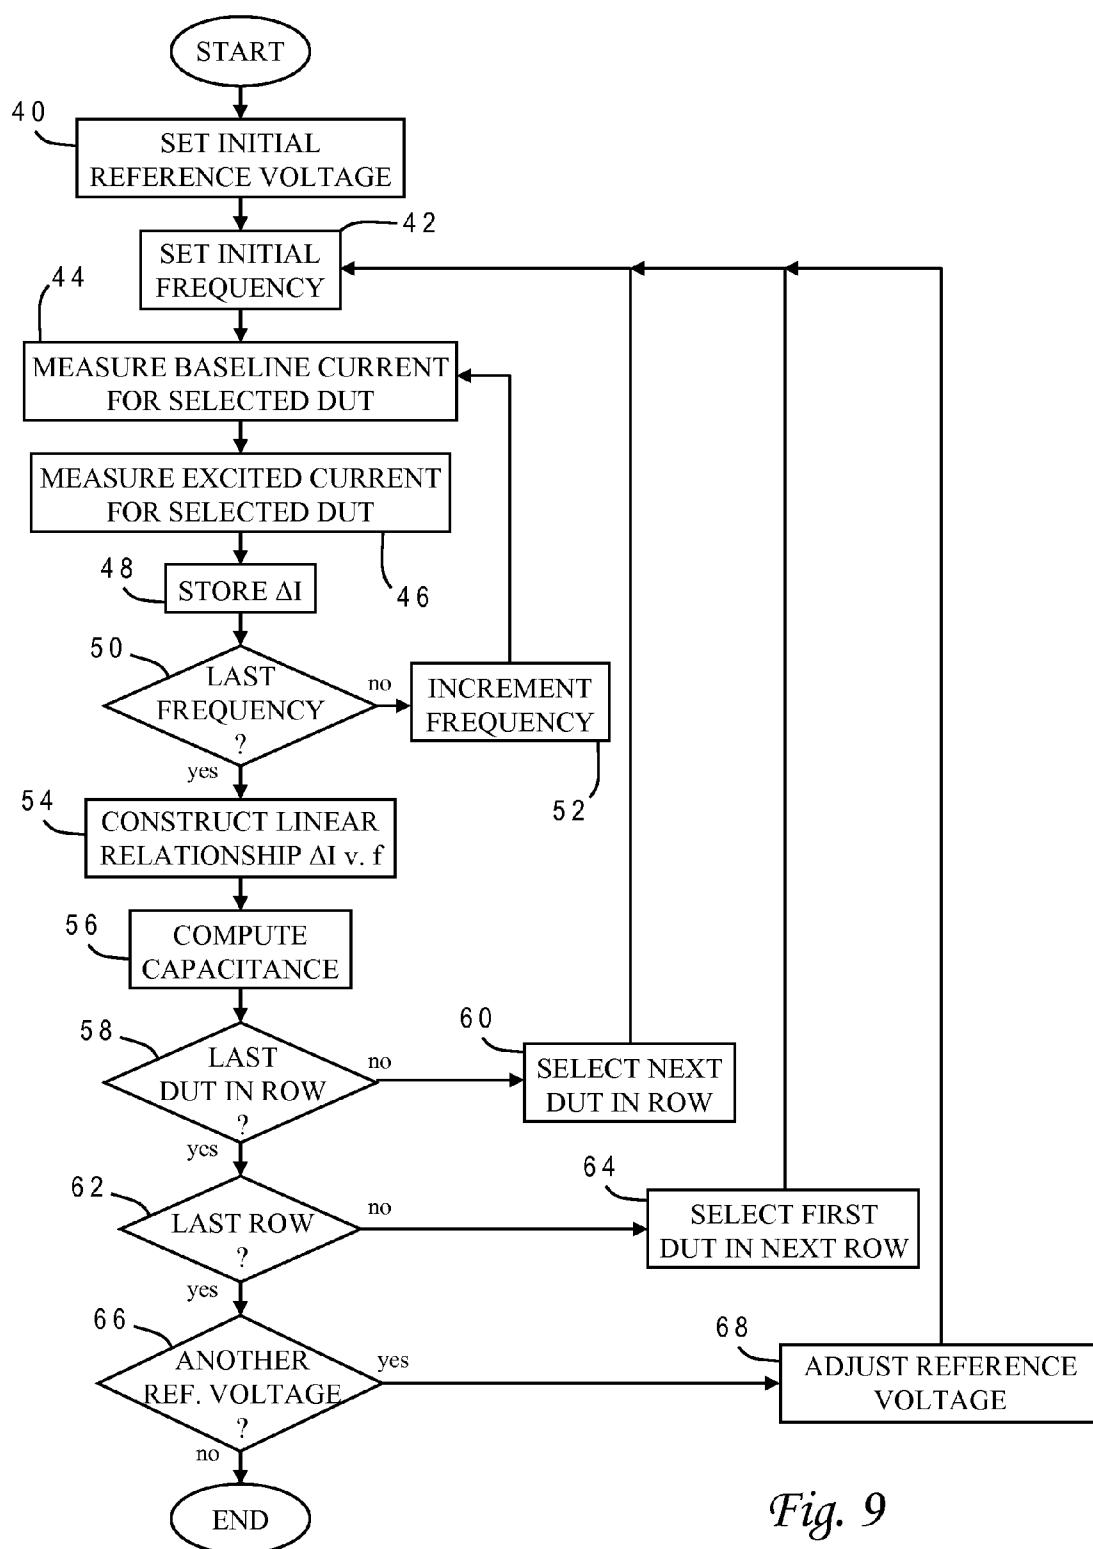 START
40
SET INITIAL
REFERENCE VOLTAGE
42
SET INITIAL
FREQUENCY
44
MEASURE BASELINE CURRENT
FOR SELECTED DUT
MEASURE EXCITED CURRENT
FOR SELECTED DUT
46
48
STORE ΔI
50
LAST
FREQUENCY
?
no
yes
INCREMENT
FREQUENCY
52
54
CONSTRUCT LINEAR
RELATIONSHIP ΔI v. f
56
COMPUTE
CAPACITANCE
58
LAST
DUT IN ROW
?
no
yes
60
SELECT NEXT
DUT IN ROW
62
LAST ROW
?
no
yes
64
SELECT FIRST
DUT IN NEXT ROW
66
ANOTHER
REF. VOLTAGE
?
yes
no
68
ADJUST REFERENCE
VOLTAGE
END
Fig. 9